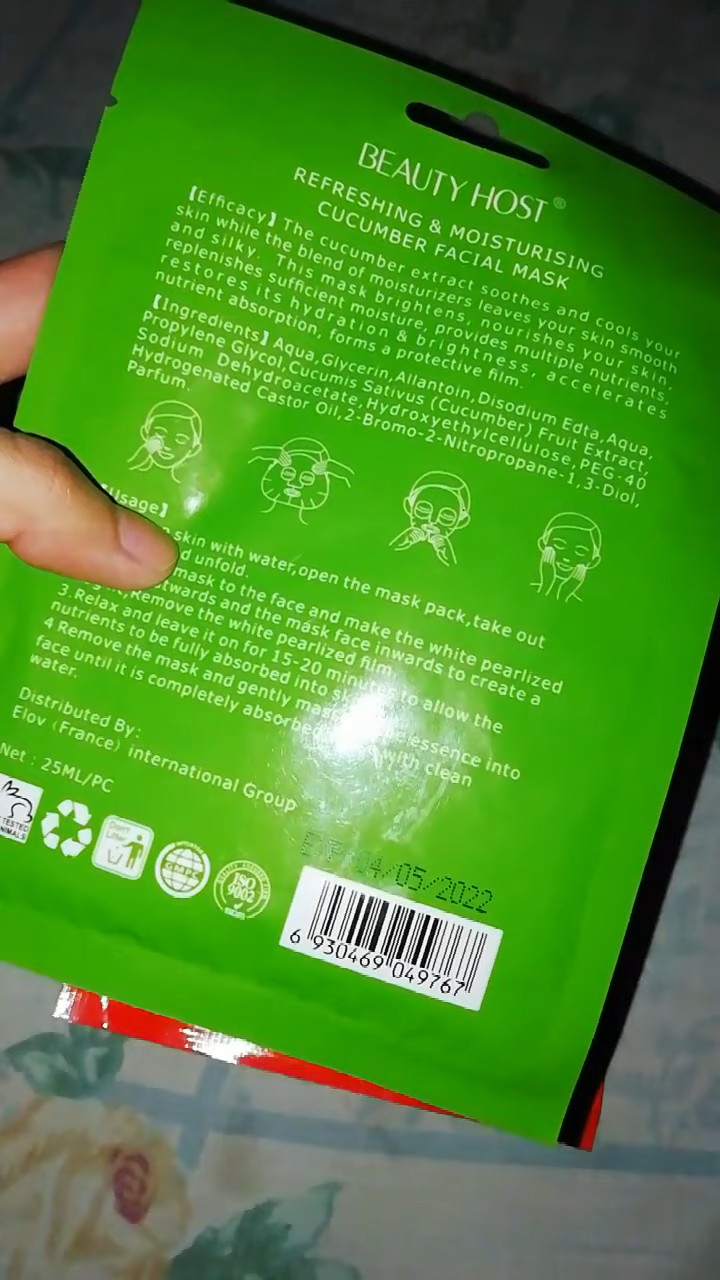 BEAUTY HOST®
REFRESHING & MOISTURISING
CUCUMBER FACIAL MASK
【Efficacy】The cucumber extract soothes and cools your
skin while the blend of moisturizers leaves your skin smooth
and silky. This mask brightens, nourishes your skin,
replenishes sufficient moisture, provides multiple nutrients,
restores its hydration & brightness, accelerates
nutrient absorption, forms a protective film.
【Ingredients】Aqua,Glycerin,Allantoin,Disodium Edta,Aqua,
Propylene Glycol,Cucumis Sativus (Cucumber) Fruit Extract,
Sodium Dehydroacetate,Hydroxyethylcellulose,PEG-40
Hydrogenated Castor Oil,2-Bromo-2-Nitropropane-1,3-Diol,
Parfum.
Usage】
skin with water,open the mask pack,take out
unfold.
mask to the face and make the white pearlized
and the mask face inwards to create a
Remove the white pearlized film
3.Relax and leave it on for 15-20 to allow the
nutrients to be fully absorbed into
4 Remove the mask and gently essence into
face until it is completely with clean
water.
Distributed By:
Elov (France) international Group
Net : 25ML/PC
TESTED
Don't
Litter
GMPC
ISO
9002
04/05/2022
6 930469 049767